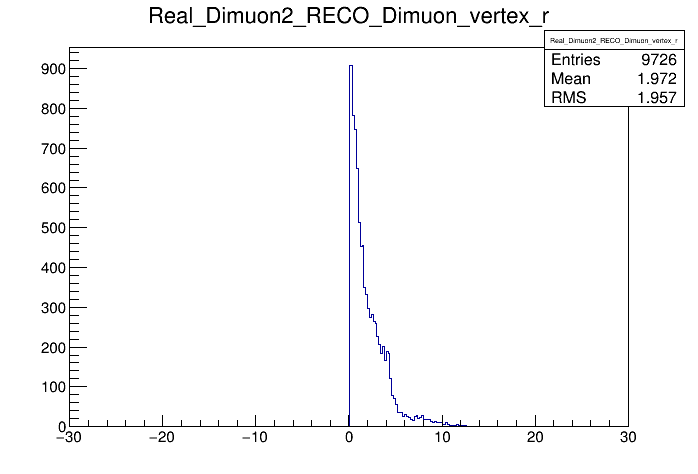 Real_Dimuon2_RECO_Dimuon_vertex_r
Real_Dimuon2_RECO_Dimuon_vertex_r
Entries 9726
Mean 1.972
RMS 1.957
900
800
700
600
500
400
300
200
100
0
−30 −20 −10 0 10 20 30